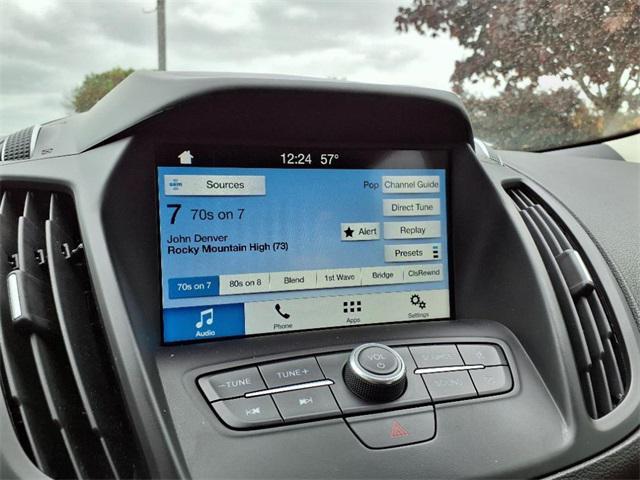 12:24 57°
sxm Sources
Pop Channel Guide
7 70s on 7
Direct Tune
Alert Replay
John Denver
Rocky Mountain High (73)
Presets
70s on 7 80s on 8 Blend 1st Wave Bridge ClsRewnd
Audio Phone Apps Settings
VOL
− TUNE TUNE + SOURCE
SOUND